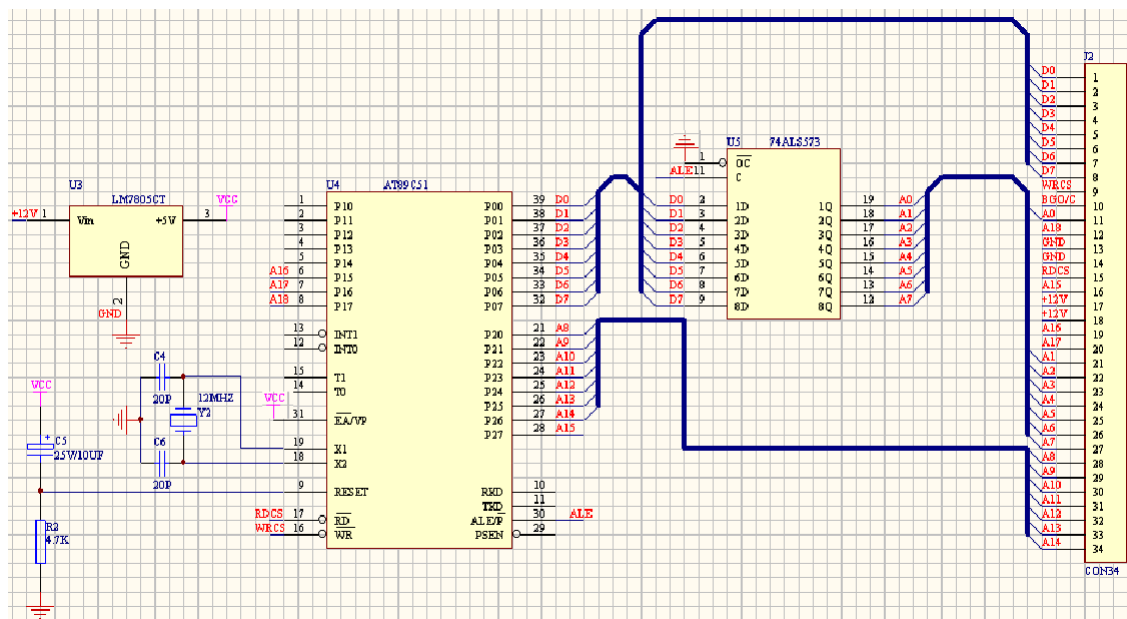 J2
D0 1
D1 2
D2 3
D3 4
D4 5
D5 6
D6 7
D7 8
WRCS 9
BGO/C 10
A0 11
A18 12
GND 13
GND 14
RDCS 15
A15 16
+12V 17
+12V 18
A16 19
A17 20
A1 21
A2 22
A3 23
A4 24
A5 25
A6 26
A7 27
A8 28
A9 29
A10 30
A11 31
A12 32
A13 33
A14 34
CON34
U5 74ALS573
1 OC
ALE 11 C
D0 2 1D 1Q 19 A0
D1 3 2D 2Q 18 A1
D2 4 3D 3Q 17 A2
D3 5 4D 4Q 16 A3
D4 6 5D 5Q 15 A4
D5 7 6D 6Q 14 A5
D6 8 7D 7Q 13 A6
D7 9 8D 8Q 12 A7
U3
LM7805CT
VCC
+12V 1 Vin +5V 3
GND
2
GND
U4 AT89C51
1 P10 P00 39 D0
2 P11 P01 38 D1
3 P12 P02 37 D2
4 P13 P03 36 D3
5 P14 P04 35 D4
A16 6 P15 P05 34 D5
A17 7 P16 P06 33 D6
A18 8 P17 P07 32 D7
13 INT1 P20 21 A8
12 INT0 P21 22 A9
P22 23 A10
15 T1 P23 24 A11
14 T0 P24 25 A12
VCC P25 26 A13
31 EA/VP P26 27 A14
P27 28 A15
19 X1
18 X2
9 RESET RXD 10
TXD 11
RDCS 17 RD ALE/P 30 ALE
WRCS 16 WR PSEN 29
C4
20P
12MHZ
Y2
C6
20P
VCC
+ C5
25V/10UF
R2
4.7K